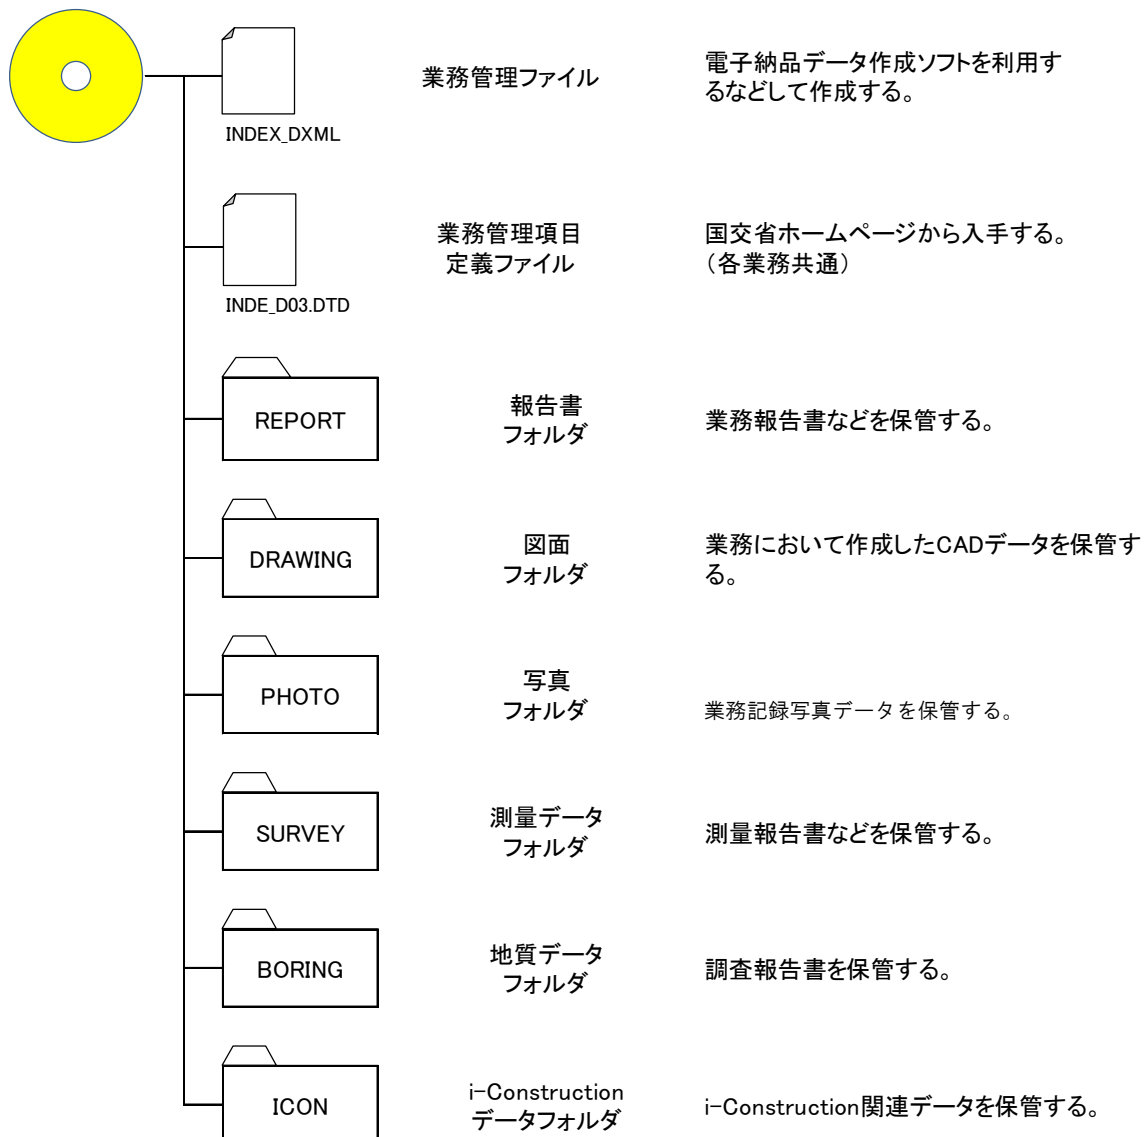 業務管理ファイル
電子納品データ作成ソフトを利用す
るなどして作成する。
INDEX_DXML
業務管理項目
定義ファイル
国交省ホームページから入手する。
（各業務共通）
INDE_D03.DTD
REPORT
報告書
フォルダ
業務報告書などを保管する。
DRAWING
図面
フォルダ
業務において作成したCADデータを保管す
る。
PHOTO
写真
フォルダ
業務記録写真データを保管する。
SURVEY
測量データ
フォルダ
測量報告書などを保管する。
BORING
地質データ
フォルダ
調査報告書を保管する。
ICON
i-Construction
データフォルダ
i-Construction関連データを保管する。